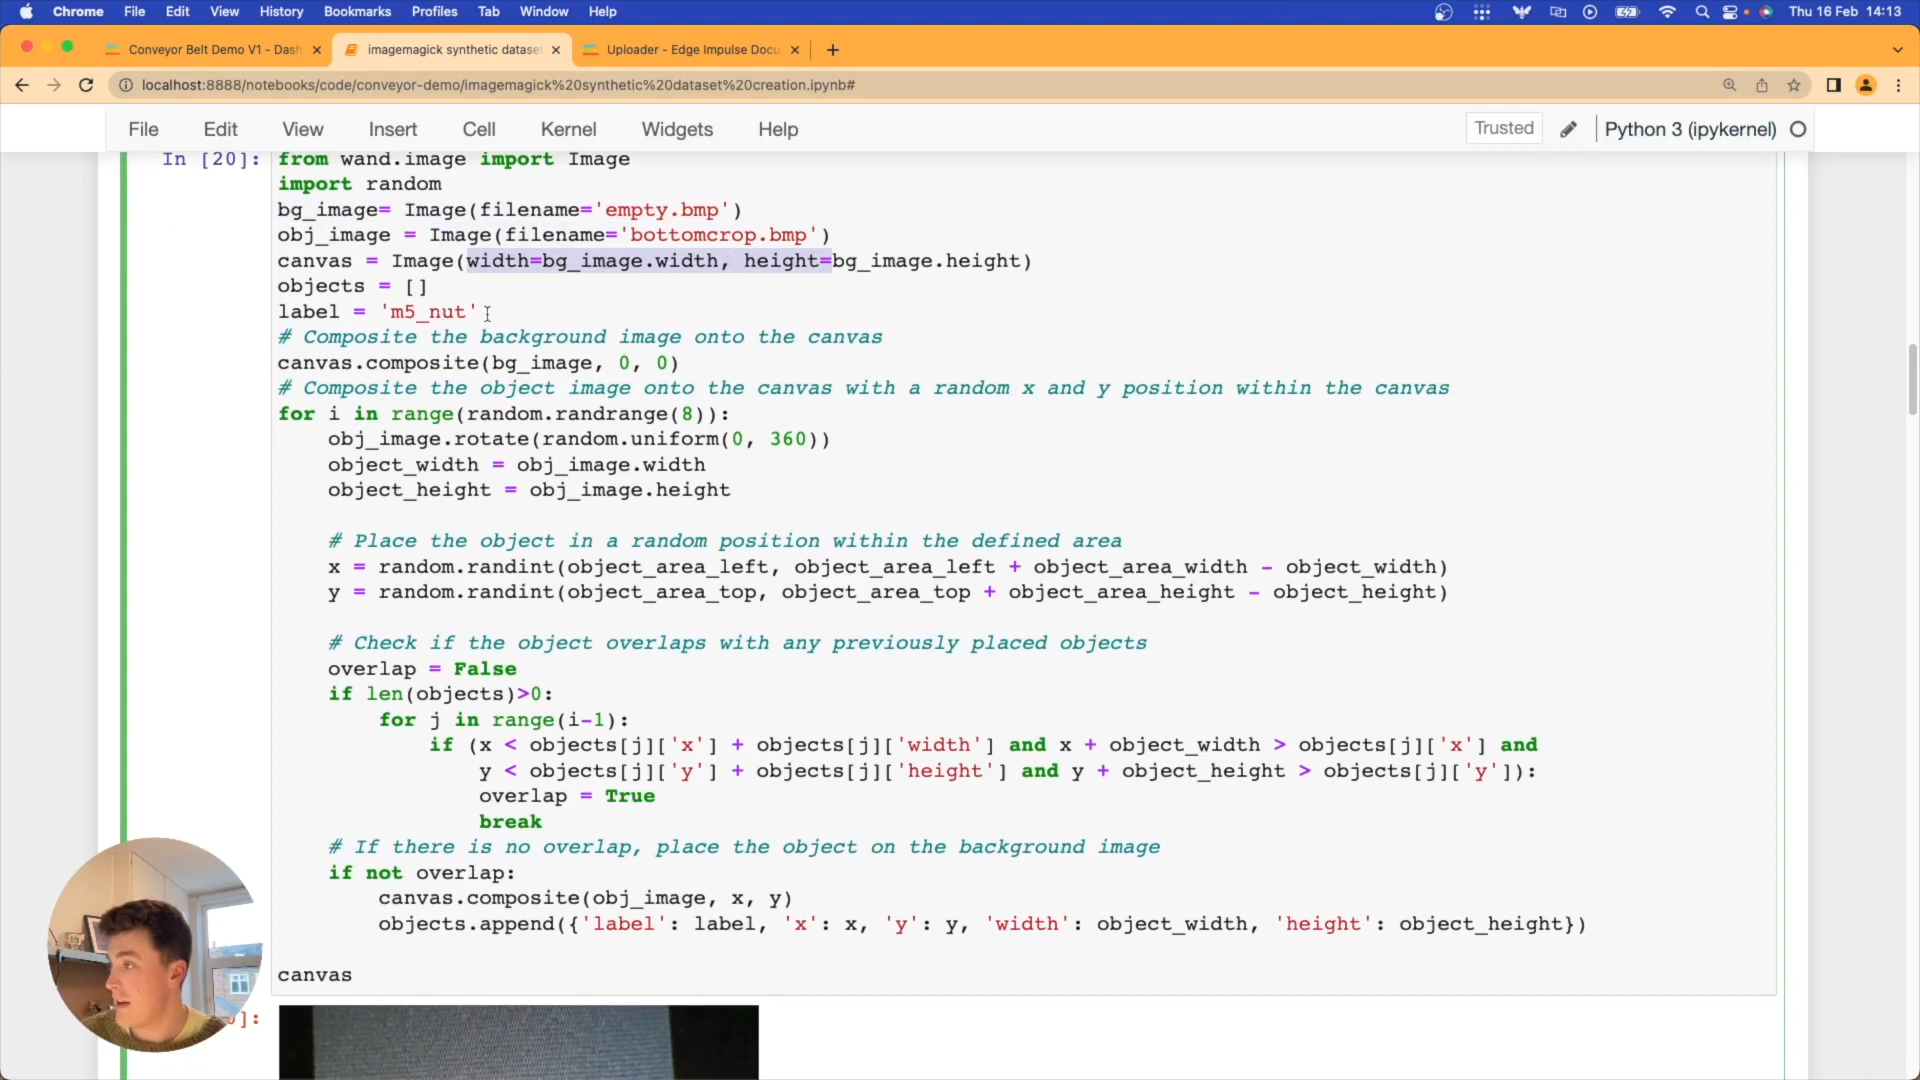 Chrome File Edit View History Bookmarks Profiles Tab Window Help Thu 16 Feb 14:13
Conveyor Belt Demo V1 - Dash imagemagick synthetic dataset Uploader - Edge Impulse Docu
localhost:8888/notebooks/code/conveyor-demo/imagemagick%20synthetic%20dataset%20creation.ipynb#
File Edit View Insert Cell Kernel Widgets Help Trusted Python 3 (ipykernel)
In [20]: from wand.image import Image
import random
bg_image= Image(filename='empty.bmp')
obj_image = Image(filename='bottomcrop.bmp')
canvas = Image(width=bg_image.width, height=bg_image.height)
objects = []
label = 'm5_nut'
# Composite the background image onto the canvas
canvas.composite(bg_image, 0, 0)
# Composite the object image onto the canvas with a random x and y position within the canvas
for i in range(random.randrange(8)):
    obj_image.rotate(random.uniform(0, 360))
    object_width = obj_image.width
    object_height = obj_image.height
    # Place the object in a random position within the defined area
    x = random.randint(object_area_left, object_area_left + object_area_width - object_width)
    y = random.randint(object_area_top, object_area_top + object_area_height - object_height)
    # Check if the object overlaps with any previously placed objects
    overlap = False
    if len(objects)>0:
        for j in range(i-1):
            if (x < objects[j]['x'] + objects[j]['width'] and x + object_width > objects[j]['x'] and
                y < objects[j]['y'] + objects[j]['height'] and y + object_height > objects[j]['y']):
                overlap = True
                break
    # If there is no overlap, place the object on the background image
    if not overlap:
        canvas.composite(obj_image, x, y)
        objects.append({'label': label, 'x': x, 'y': y, 'width': object_width, 'height': object_height})
canvas
]: